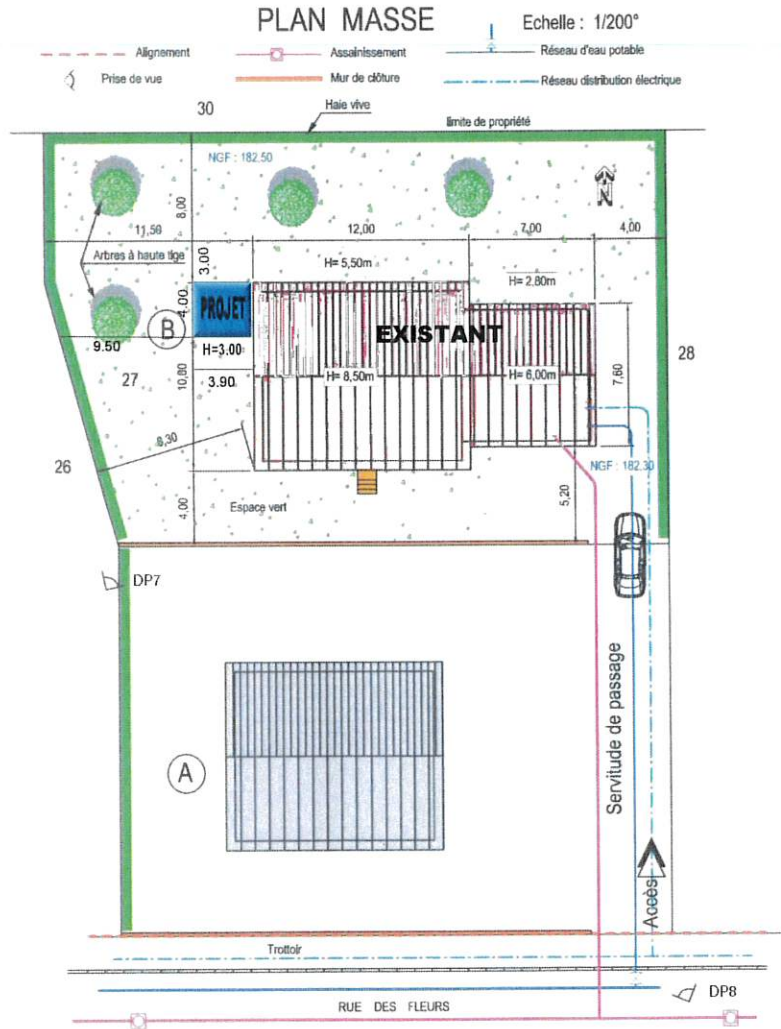 PLAN MASSE
Echelle : 1/200°
Alignement
Assainissement
Réseau d'eau potable
Prise de vue
Mur de clôture
Réseau distribution électrique
30
Haie vive
limite de propriété
NGF : 182.50
N
8,00
11,50
12,00
7,00
4,00
3.00
H= 5,50m
H= 2,80m
Arbres à haute tige
4.00
PROJET
EXISTANT
B
9.50
H=3.00
28
27
10,00
3.90
H= 8,50m
H= 6,00m
7,60
26
NGF : 182.30
4,00
Espace vert
5,20
DP7
Servitude de passage
A
Accès
Trottoir
DP8
RUE DES FLEURS